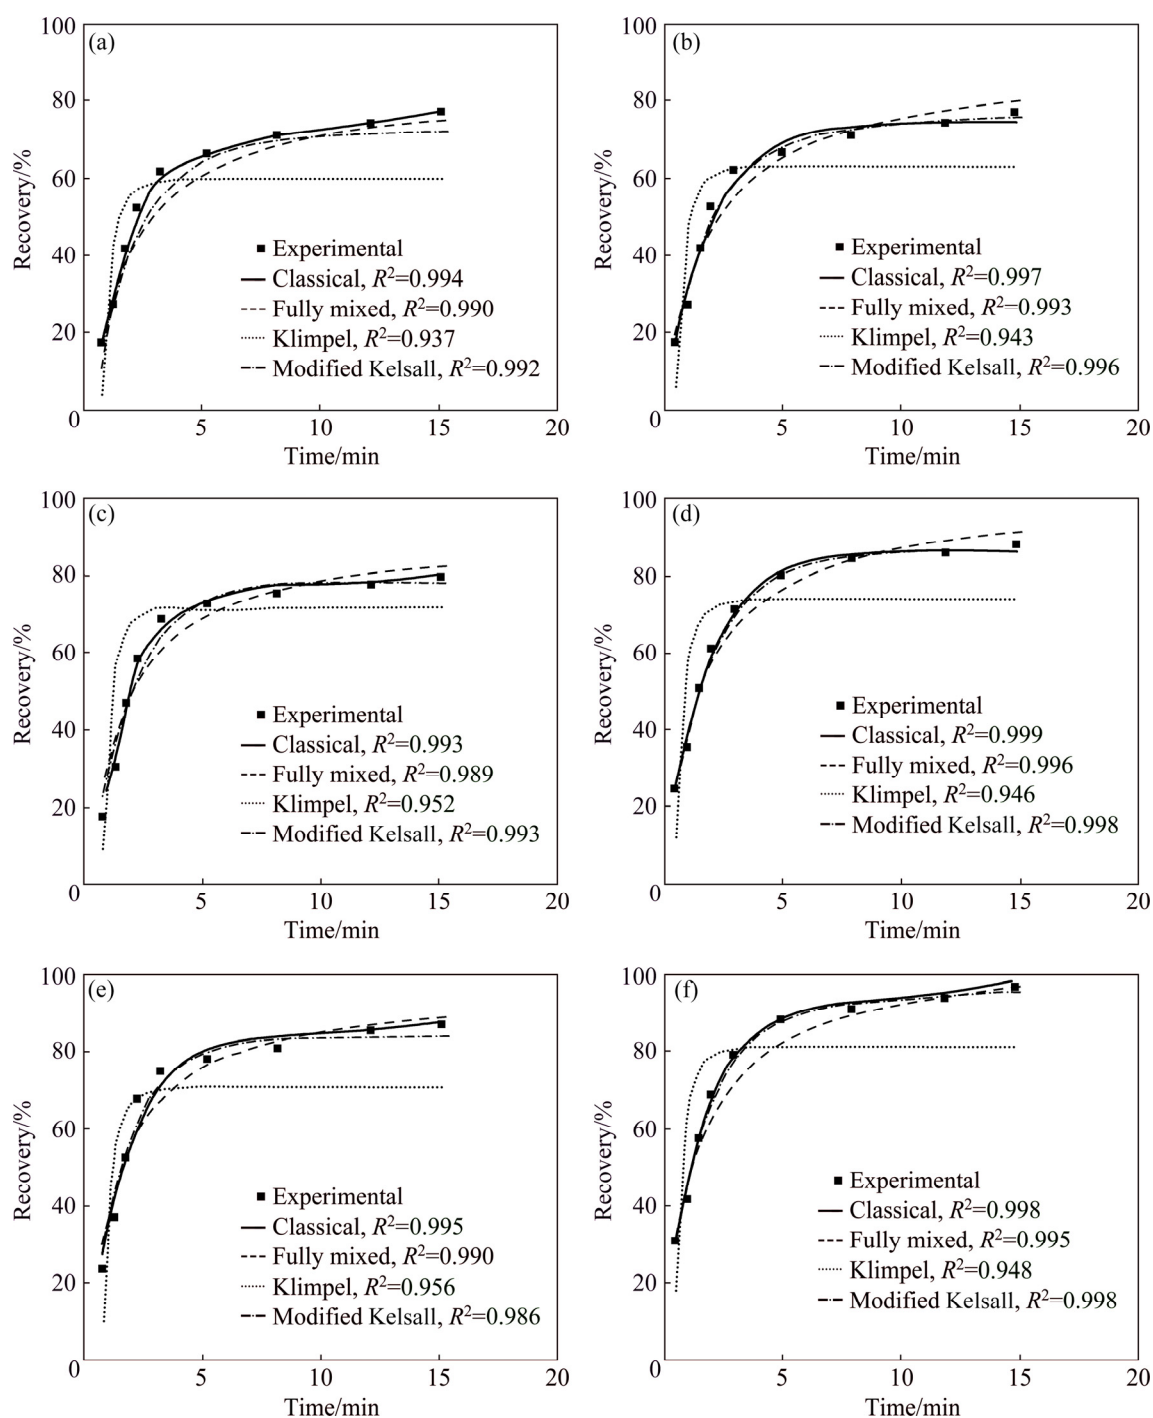 100
(a)
80
60
40
20
0
Recovery/%
■ Experimental
Classical, R²=0.994
Fully mixed, R²=0.990
Klimpel, R²=0.937
Modified Kelsall, R²=0.992
5 10 15 20
Time/min
100
(b)
80
60
40
20
0
Recovery/%
■ Experimental
Classical, R²=0.997
Fully mixed, R²=0.993
Klimpel, R²=0.943
Modified Kelsall, R²=0.996
5 10 15 20
Time/min
100
(c)
80
60
40
20
0
Recovery/%
■ Experimental
Classical, R²=0.993
Fully mixed, R²=0.989
Klimpel, R²=0.952
Modified Kelsall, R²=0.993
5 10 15 20
Time/min
100
(d)
80
60
40
20
0
Recovery/%
■ Experimental
Classical, R²=0.999
Fully mixed, R²=0.996
Klimpel, R²=0.946
Modified Kelsall, R²=0.998
5 10 15 20
Time/min
100
(e)
80
60
40
20
0
Recovery/%
■ Experimental
Classical, R²=0.995
Fully mixed, R²=0.990
Klimpel, R²=0.956
Modified Kelsall, R²=0.986
5 10 15 20
Time/min
100
(f)
80
60
40
20
0
Recovery/%
■ Experimental
Classical, R²=0.998
Fully mixed, R²=0.995
Klimpel, R²=0.948
Modified Kelsall, R²=0.998
5 10 15 20
Time/min